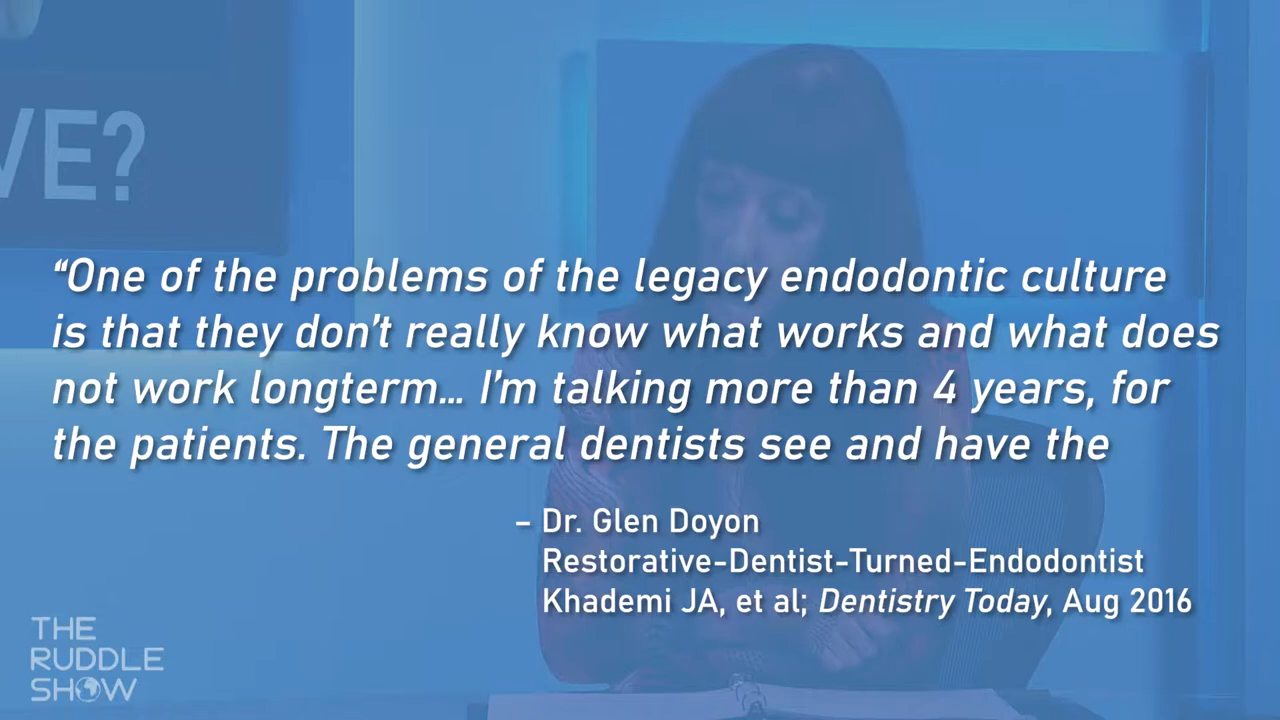 VE?
“One of the problems of the legacy endodontic culture
is that they don’t really know what works and what does
not work longterm... I’m talking more than 4 years, for
the patients. The general dentists see and have the
– Dr. Glen Doyon
Restorative-Dentist-Turned-Endodontist
Khademi JA, et al; Dentistry Today, Aug 2016
THE
RUDDLE
SHOW